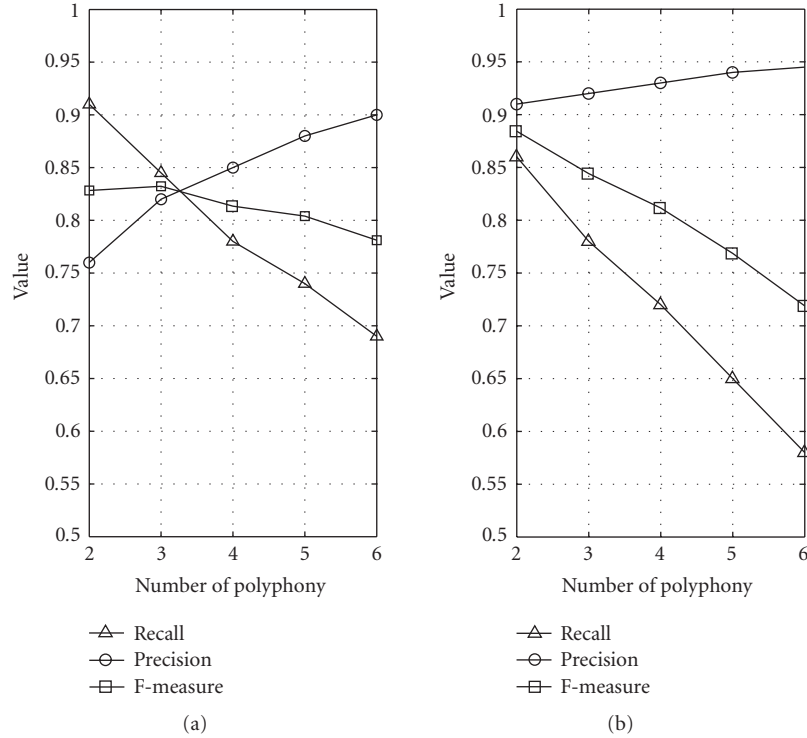 1
0.95
0.9
0.85
0.8
0.75
0.7
0.65
0.6
0.55
0.5
Value
2 3 4 5 6
Number of polyphony
Recall
Precision
F-measure
(a)
1
0.95
0.9
0.85
0.8
0.75
0.7
0.65
0.6
0.55
0.5
Value
2 3 4 5 6
Number of polyphony
Recall
Precision
F-measure
(b)